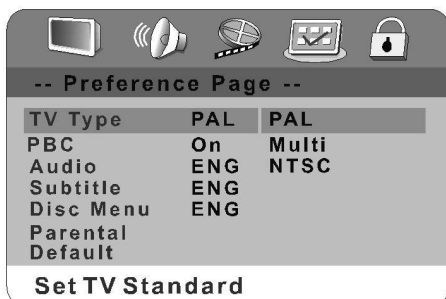 -- Preference Page --
TV Type PAL PAL
PBC On Multi
Audio ENG NTSC
Subtitle ENG
Disc Menu ENG
Parental
Default
Set TV Standard